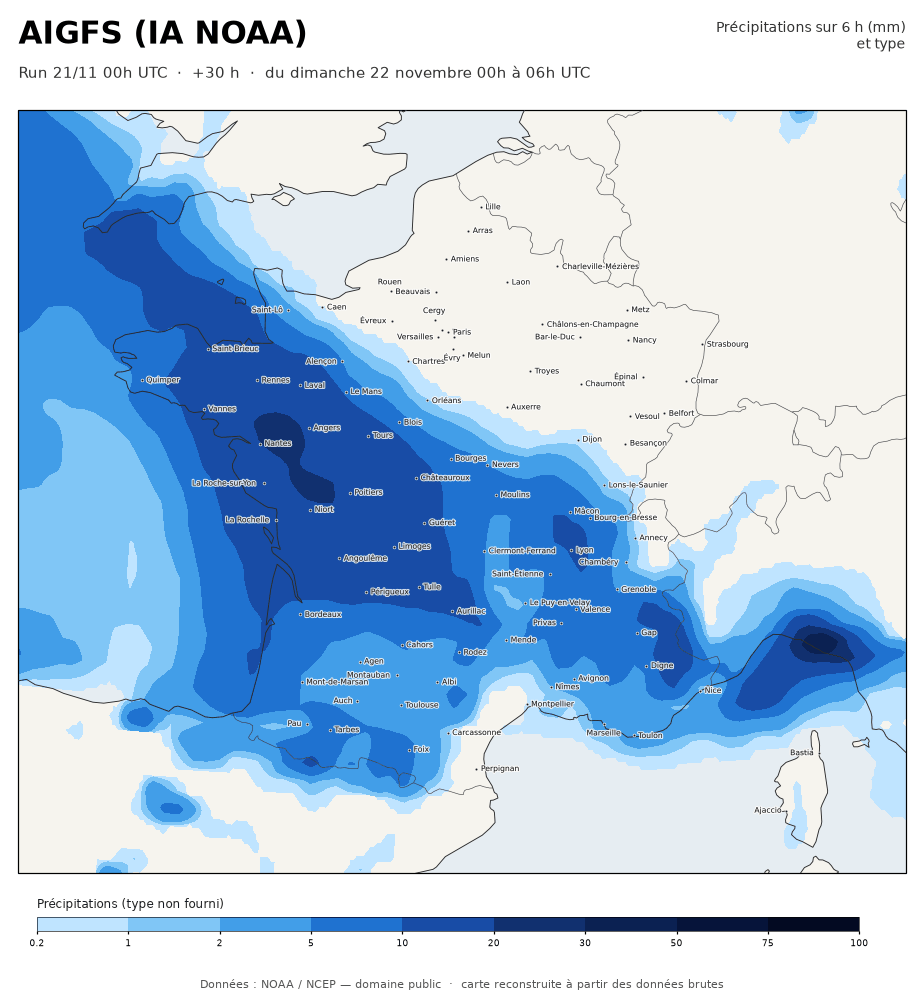 AIGFS (IA NOAA)
Précipitations sur 6 h (mm)
et type
Run 21/11 00h UTC · +30 h · du dimanche 22 novembre 00h à 06h UTC
Lille
Arras
Amiens
Charleville-Mézières
Rouen
Beauvais
Laon
Saint-Lô
Caen
Cergy
Metz
Évreux
Châlons-en-Champagne
Versailles
Paris
Bar-le-Duc
Nancy
Strasbourg
Saint-Brieuc
Alençon
Chartres
Évry
Melun
Quimper
Rennes
Laval
Le Mans
Troyes
Chaumont
Épinal
Colmar
Orléans
Vannes
Auxerre
Vesoul
Belfort
Angers
Blois
Nantes
Tours
Dijon
Besançon
Bourges
Nevers
La Roche-sur-Yon
Châteauroux
Lons-le-Saunier
Poitiers
Moulins
Niort
Mâcon
Bourg-en-Bresse
La Rochelle
Guéret
Annecy
Limoges
Clermont-Ferrand
Lyon
Angoulême
Chambéry
Saint-Étienne
Périgueux
Tulle
Grenoble
Le Puy-en-Velay
Bordeaux
Aurillac
Valence
Privas
Gap
Cahors
Mende
Rodez
Agen
Digne
Montauban
Mont-de-Marsan
Albi
Avignon
Nîmes
Nice
Auch
Toulouse
Montpellier
Pau
Tarbes
Carcassonne
Marseille
Toulon
Foix
Bastia
Perpignan
Ajaccio
Précipitations (type non fourni)
0.2 1 2 5 10 20 30 50 75 100
Données : NOAA / NCEP — domaine public · carte reconstruite à partir des données brutes